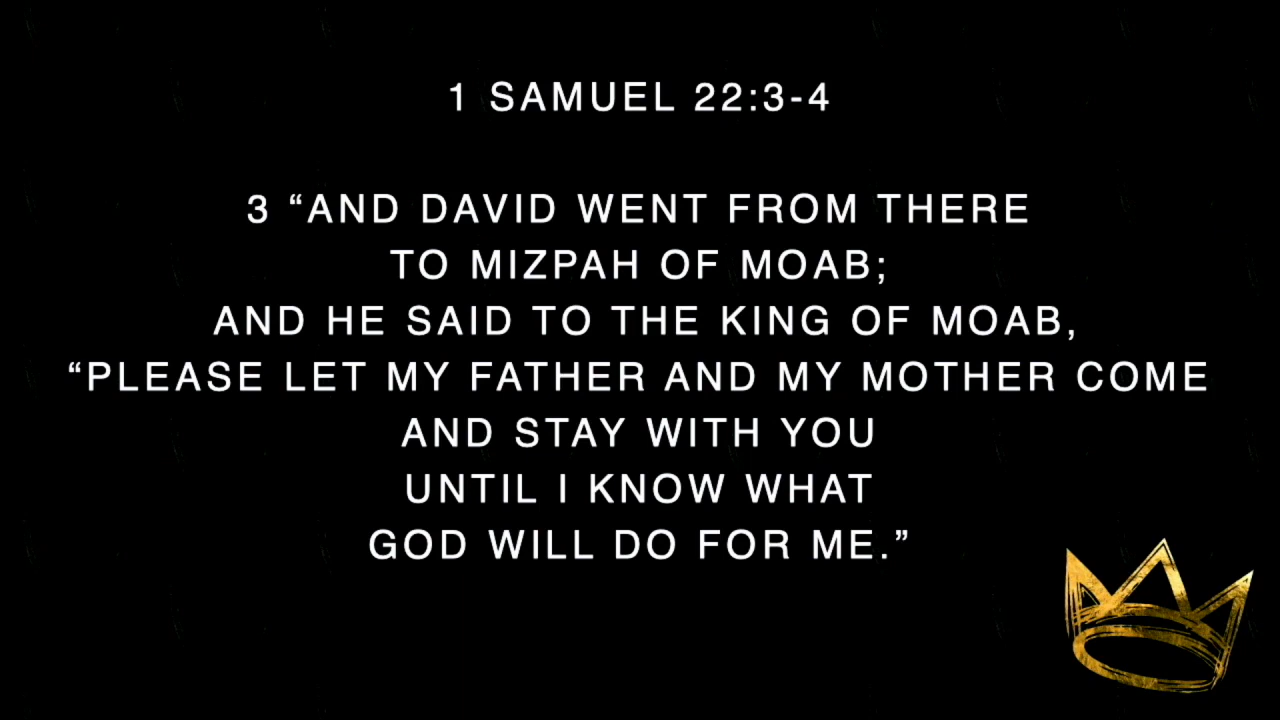 1 SAMUEL 22:3-4
3 “AND DAVID WENT FROM THERE
TO MIZPAH OF MOAB;
AND HE SAID TO THE KING OF MOAB,
“PLEASE LET MY FATHER AND MY MOTHER COME
AND STAY WITH YOU
UNTIL I KNOW WHAT
GOD WILL DO FOR ME.”